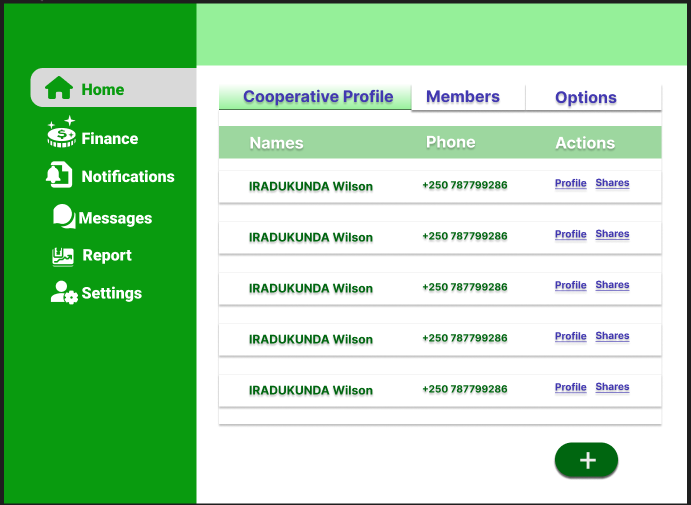 Home
Finance
Notifications
Messages
Report
Settings
Cooperative Profile Members Options
Names Phone Actions
IRADUKUNDA Wilson +250 787799286 Profile Shares
IRADUKUNDA Wilson +250 787799286 Profile Shares
IRADUKUNDA Wilson +250 787799286 Profile Shares
IRADUKUNDA Wilson +250 787799286 Profile Shares
IRADUKUNDA Wilson +250 787799286 Profile Shares
+